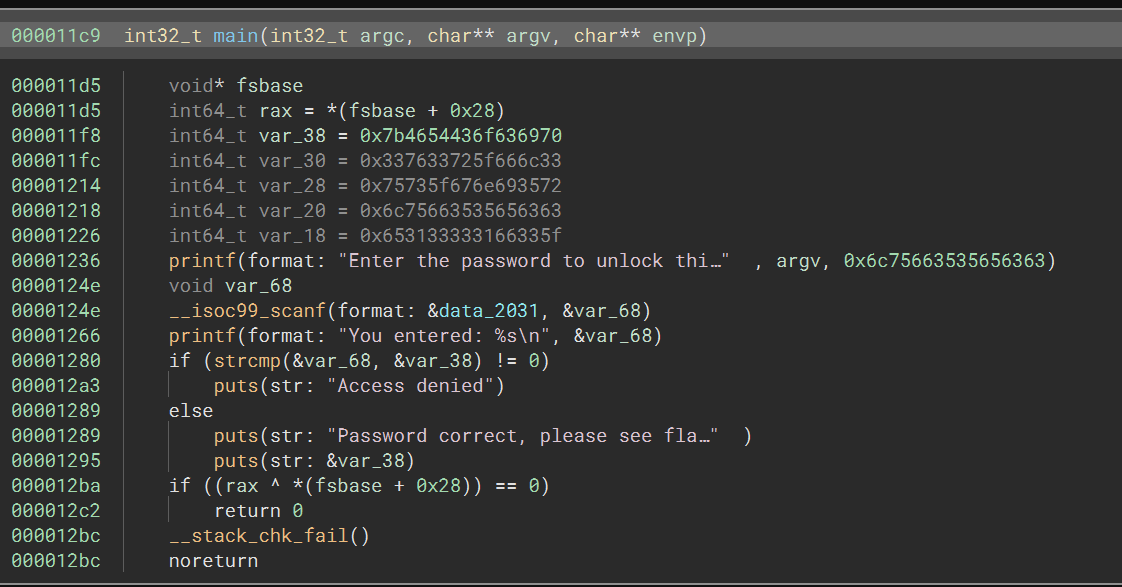 000011c9 int32_t main(int32_t argc, char** argv, char** envp)
000011d5 void* fsbase
000011d5 int64_t rax = *(fsbase + 0x28)
000011f8 int64_t var_38 = 0x7b4654436f636970
000011fc int64_t var_30 = 0x337633725f666c33
00001214 int64_t var_28 = 0x75735f676e693572
00001218 int64_t var_20 = 0x6c75663535656363
00001226 int64_t var_18 = 0x653133333166335f
00001236 printf(format: "Enter the password to unlock thi…" , argv, 0x6c75663535656363)
0000124e void var_68
0000124e __isoc99_scanf(format: &data_2031, &var_68)
00001266 printf(format: "You entered: %s\n", &var_68)
00001280 if (strcmp(&var_68, &var_38) != 0)
000012a3 puts(str: "Access denied")
00001289 else
00001289 puts(str: "Password correct, please see fla…" )
00001295 puts(str: &var_38)
000012ba if ((rax ^ *(fsbase + 0x28)) == 0)
000012c2 return 0
000012bc __stack_chk_fail()
000012bc noreturn